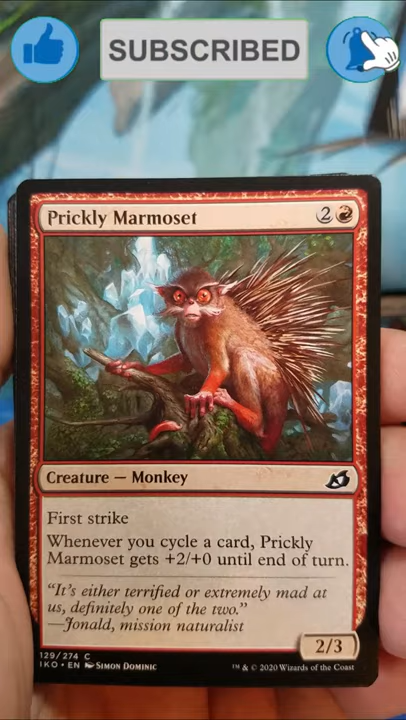 SUBSCRIBED
Prickly Marmoset 2
Creature — Monkey
First strike
Whenever you cycle a card, Prickly
Marmoset gets +2/+0 until end of turn.
“It’s either terrified or extremely mad at
us, definitely one of the two.”
—Jonald, mission naturalist
2/3
129/274 C
IKO • EN Simon Dominic
™ & © 2020 Wizards of the Coast